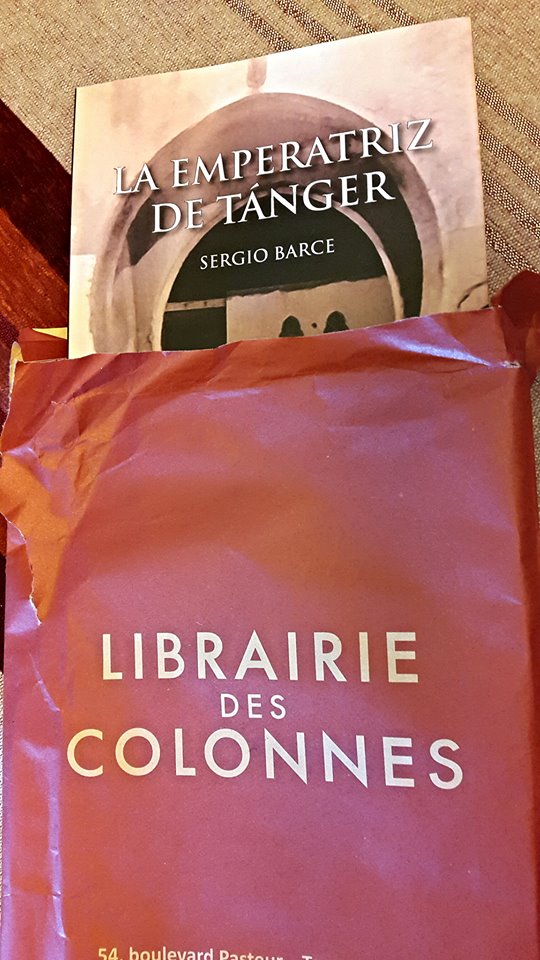 LA EMPERATRIZ
DE TÁNGER
SERGIO BARCE
LIBRAIRIE
DES
COLONNES
54, boulevard Pasteur - T